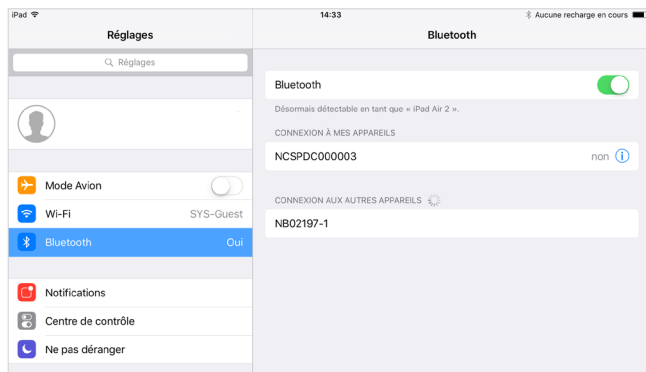 iPad
14:33
Aucune recharge en cours
Réglages
Bluetooth
Réglages
Mode Avion
Wi-Fi SYS-Guest
Bluetooth Oui
Notifications
Centre de contrôle
Ne pas déranger
Bluetooth
Désormais détectable en tant que « iPad Air 2 ».
CONNEXION À MES APPAREILS
NCSPDC000003 non
CONNEXION AUX AUTRES APPAREILS
NB02197-1